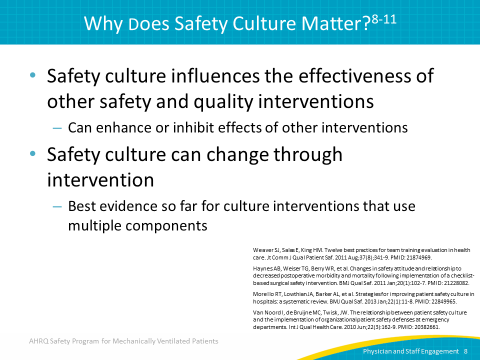 Why Does Safety Culture Matter?8-11
• Safety culture influences the effectiveness of
other safety and quality interventions
– Can enhance or inhibit effects of other interventions
• Safety culture can change through
intervention
– Best evidence so far for culture interventions that use
multiple components
Weaver SJ, Salas E, King HM. Twelve best practices for team training evaluation in health
care. Jt Comm J Qual Patient Saf. 2011 Aug;37(8):341-9. PMID: 21874969.
Haynes AB, Weiser TG, Berry WR, et al. Changes in safety attitude and relationship to
decreased postoperative morbidity and mortality following implementation of a checklist-
based surgical safety intervention. BMJ Qual Saf. 2011 Jan;20(1):102-7. PMID: 21228082.
Morello RT, Lowthian JA, Barker AL, et al. Strategies for improving patient safety culture in
hospitals: a systematic review. BMJ Qual Saf. 2013 Jan;22(1):11-8. PMID: 22849965.
Van Noord I, de Bruijne MC, Twisk, JW. The relationship between patient safety culture
and the implementation of organizational patient safety defenses at emergency
departments. Int J Qual Health Care. 2010 Jun;22(3):162-9. PMID: 20382661.
AHRQ Safety Program for Mechanically Ventilated Patients
Physician and Staff Engagement 8